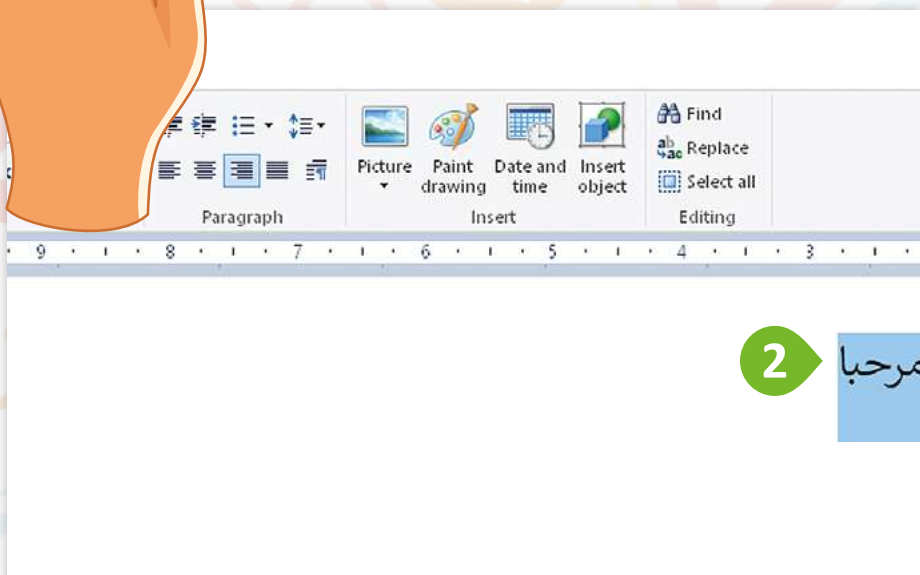 Find
Replace
Select all
Picture
Paint drawing
Date and time
Insert object
Paragraph
Insert
Editing
9 8 7 6 5 4 3
2
مرحبا